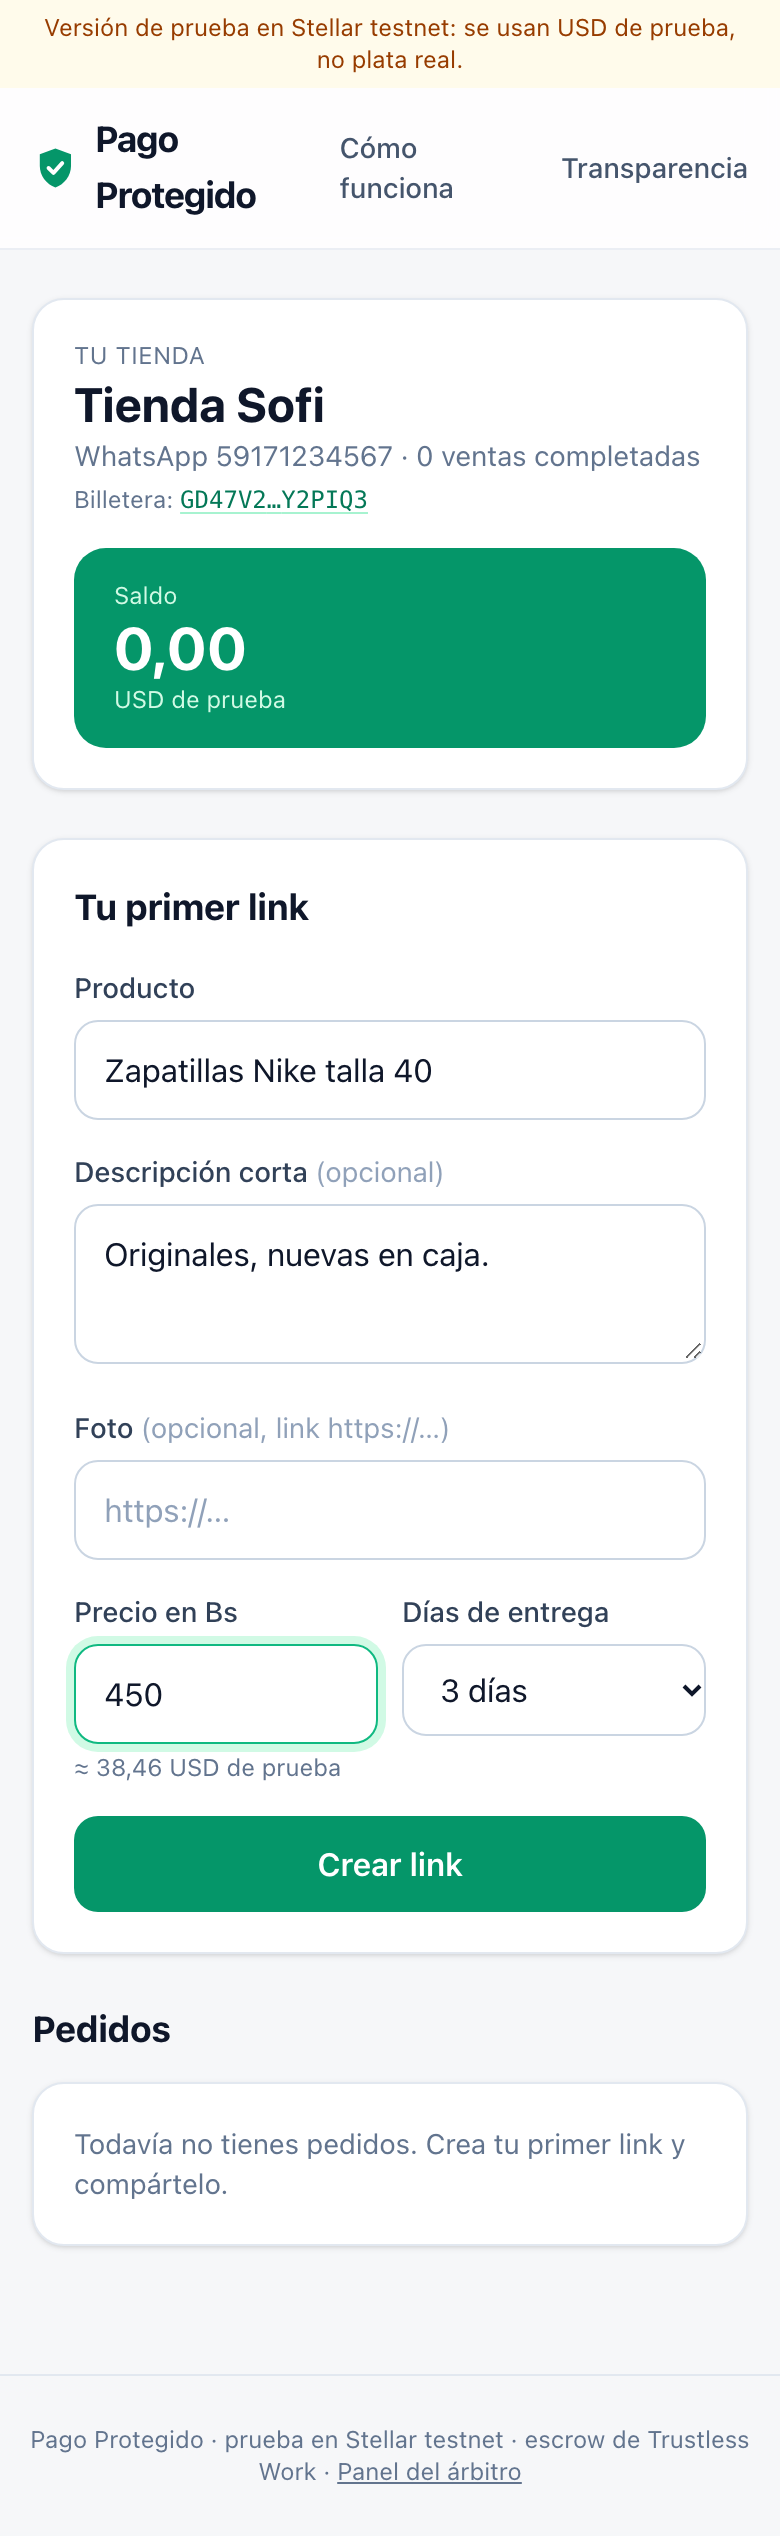 Versión de prueba en Stellar testnet: se usan USD de prueba,
no plata real.
Pago
Protegido
Cómo
funciona
Transparencia
TU TIENDA
Tienda Sofi
WhatsApp 59171234567 · 0 ventas completadas
Billetera: GD47V2…Y2PIQ3
Saldo
0,00
USD de prueba
Tu primer link
Producto
Zapatillas Nike talla 40
Descripción corta (opcional)
Originales, nuevas en caja.
Foto (opcional, link https://...)
https://...
Precio en Bs
Días de entrega
450
3 días
≈ 38,46 USD de prueba
Crear link
Pedidos
Todavía no tienes pedidos. Crea tu primer link y
compártelo.
Pago Protegido · prueba en Stellar testnet · escrow de Trustless
Work · Panel del árbitro